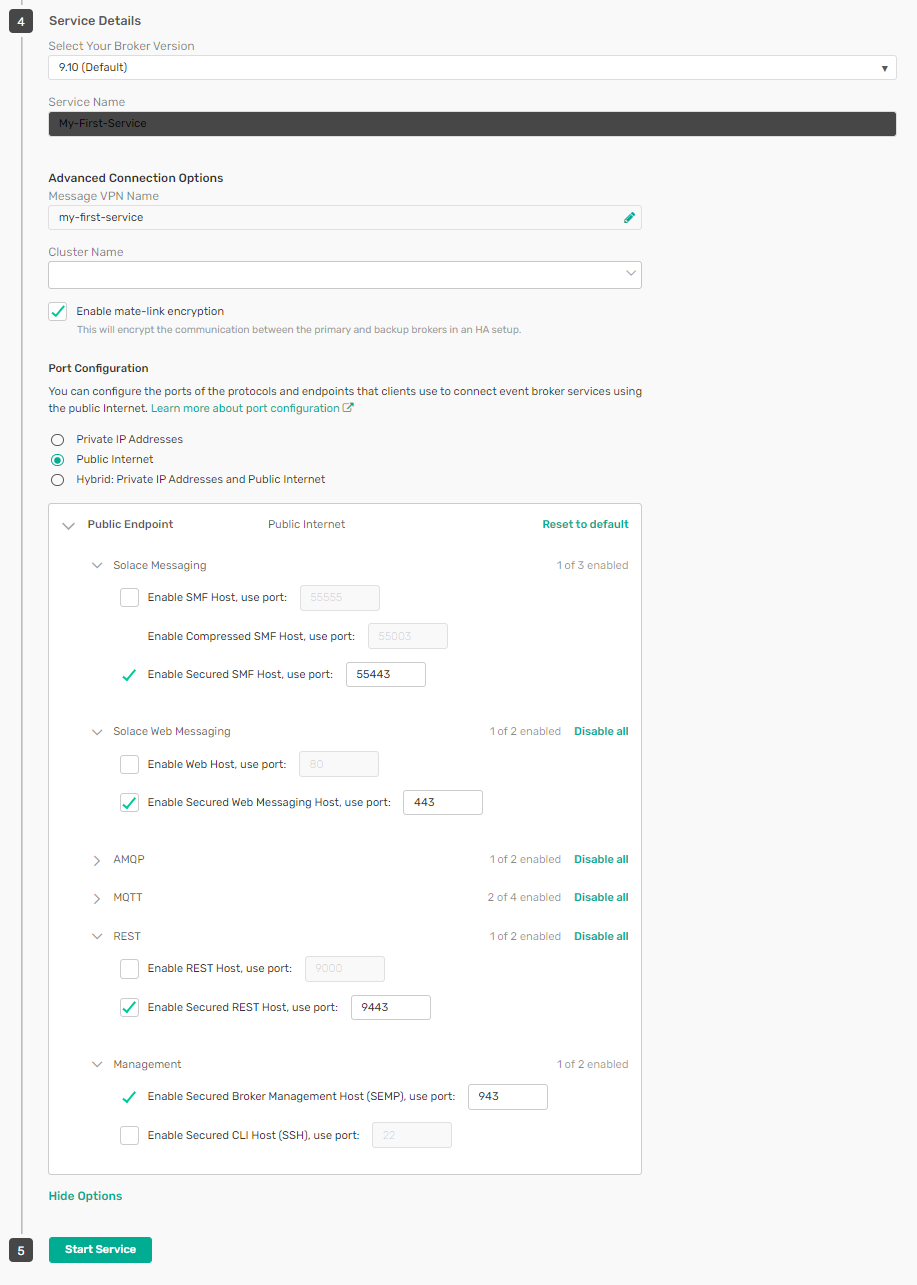 4 Service Details
Select Your Broker Version
9.10 (Default)
Service Name
My-First-Service
Advanced Connection Options
Message VPN Name
my-first-service
Cluster Name
Enable mate-link encryption
This will encrypt the communication between the primary and backup brokers in an HA setup.
Port Configuration
You can configure the ports of the protocols and endpoints that clients use to connect event broker services using
the public Internet. Learn more about port configuration
Private IP Addresses
Public Internet
Hybrid: Private IP Addresses and Public Internet
Public Endpoint Public Internet Reset to default
Solace Messaging 1 of 3 enabled
Enable SMF Host, use port: 55555
Enable Compressed SMF Host, use port: 55003
Enable Secured SMF Host, use port: 55443
Solace Web Messaging 1 of 2 enabled Disable all
Enable Web Host, use port: 80
Enable Secured Web Messaging Host, use port: 443
AMQP 1 of 2 enabled Disable all
MQTT 2 of 4 enabled Disable all
REST 1 of 2 enabled Disable all
Enable REST Host, use port: 9000
Enable Secured REST Host, use port: 9443
Management 1 of 2 enabled
Enable Secured Broker Management Host (SEMP), use port: 943
Enable Secured CLI Host (SSH), use port: 22
Hide Options
5 Start Service